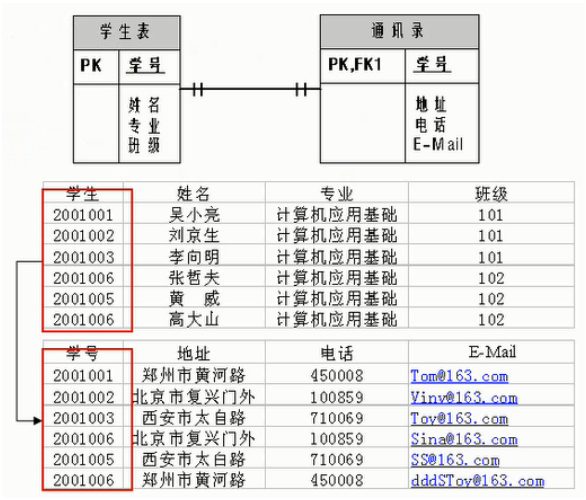 学生表
通讯录
PK 学号
PK,FK1 学号
姓名
专业
班级
地址
电话
E-Mail
学生 姓名 专业 班级
2001001 吴小亮 计算机应用基础 101
2001002 刘京生 计算机应用基础 101
2001003 李向明 计算机应用基础 101
2001006 张哲夫 计算机应用基础 102
2001005 黄 威 计算机应用基础 102
2001006 高大山 计算机应用基础 102
学号 地址 电话 E-Mail
2001001 郑州市黄河路 450008 Tom@163.com
2001002 北京市复兴门外 100859 Viny@163.com
2001003 西安市太自路 710069 Toy@163.com
2001006 北京市复兴门外 100859 Sina@163.com
2001005 西安市太白路 710069 SS@163.com
2001006 郑州市黄河路 450008 dddSToy@163.com